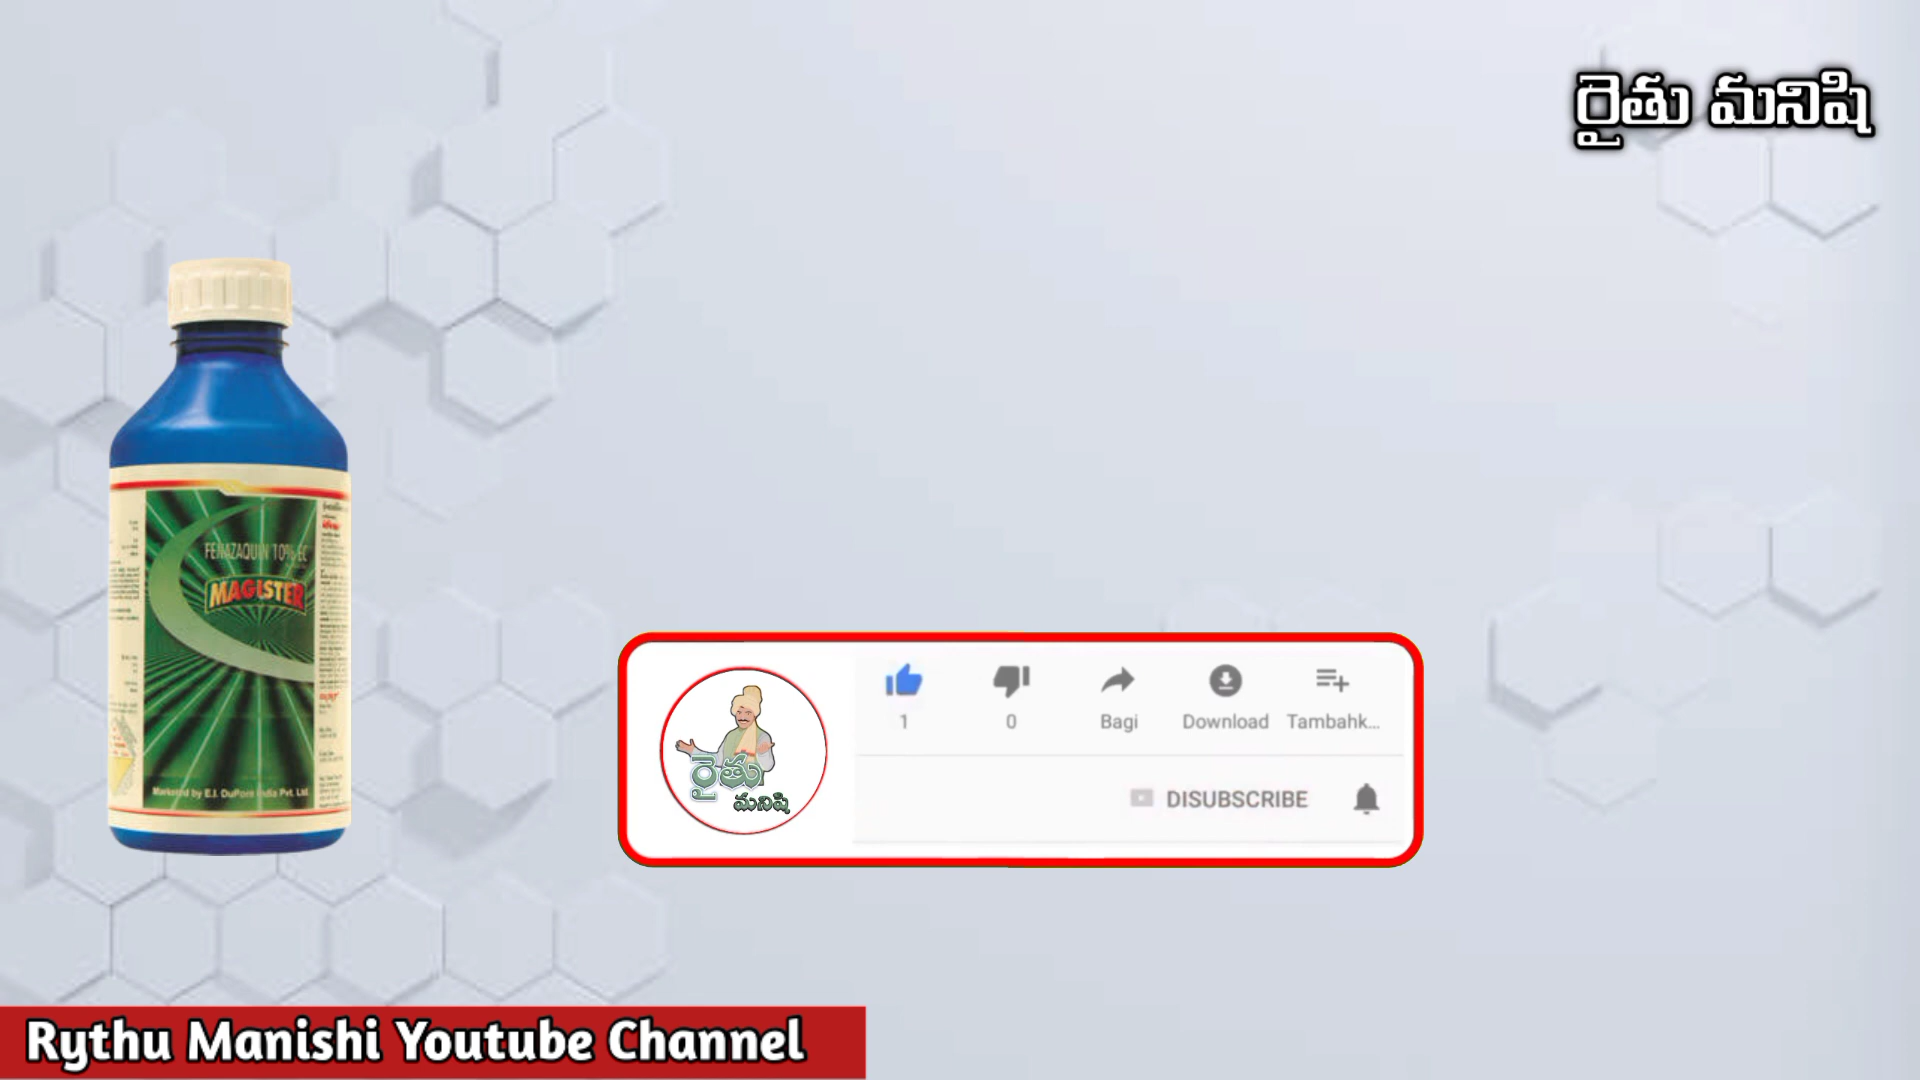 రైతు మనిషి
FENAZAQUIN 10% EC
MAGISTER
Marketed by E.I. DuPont India Pvt. Ltd.
రైతు
మనిషి
1
0
Bagi
Download
Tambahk...
DISUBSCRIBE
Rythu Manishi Youtube Channel